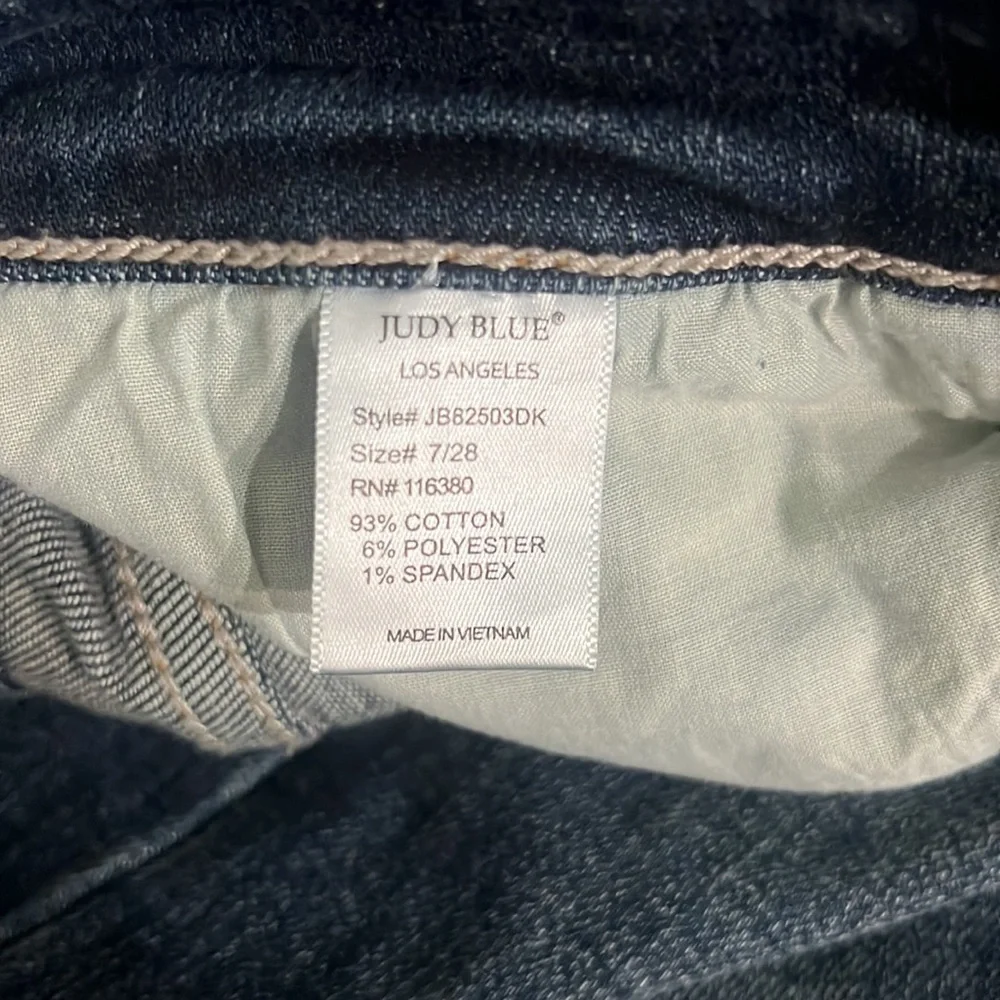 JUDY BLUE®
LOS ANGELES
Style# JB82503DK
Size# 7/28
RN# 116380
93% COTTON
6% POLYESTER
1% SPANDEX
MADE IN VIETNAM